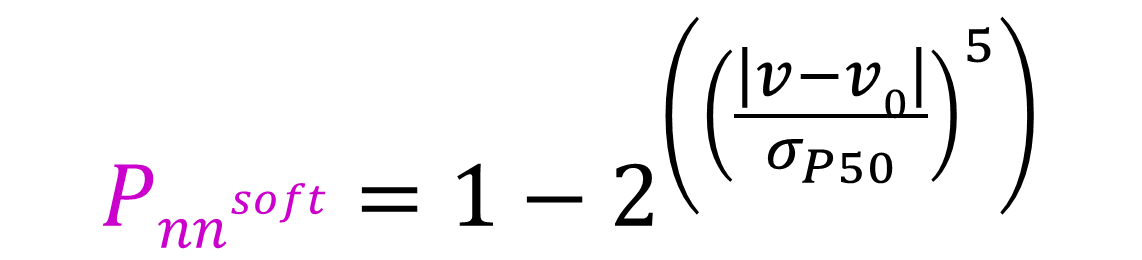 P_{nn}^{soft} = 1 − 2^{((|v−v_0|/σ_{P50})^5)}